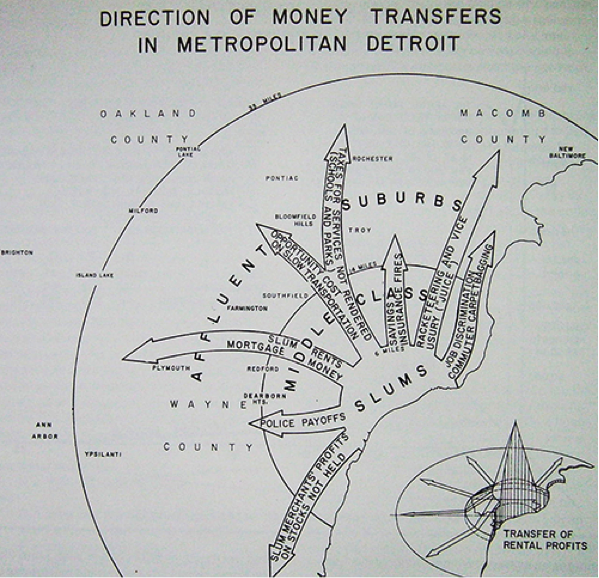 DIRECTION OF MONEY TRANSFERS
IN METROPOLITAN DETROIT
OAKLAND
COUNTY
MACOMB
COUNTY
PONTIAC
LAKE
ROCHESTER
NEW
BALTIMORE
PONTIAC
MILFORD
BLOOMFIELD
HILLS
TROY
BRIGHTON
ISLAND LAKE
SOUTHFIELD
FARMINGTON
AFFLUENT SUBURBS
MIDDLE CLASS
SLUMS
MILES
6 MILES
TAXES FOR SERVICES NOT RENDERED
(SCHOOLS AND PARKS)
OPPORTUNITY COST
ON SLOW TRANSPORTATION
SAVINGS
INSURANCE FIRES
RACKETEERING AND VICE
USURY ("JUICE")
JOB DISCRIMINATION
COMMUTER CARPETBAGGING
SLUM RENTS
MORTGAGE MONEY
POLICE PAYOFFS
SLUM MERCHANTS' PROFITS
ON STOCKS NOT HELD
PLYMOUTH
REDFORD
DEARBORN
HTS.
WAYNE
COUNTY
ANN
ARBOR
YPSILANTI
TRANSFER OF
RENTAL PROFITS